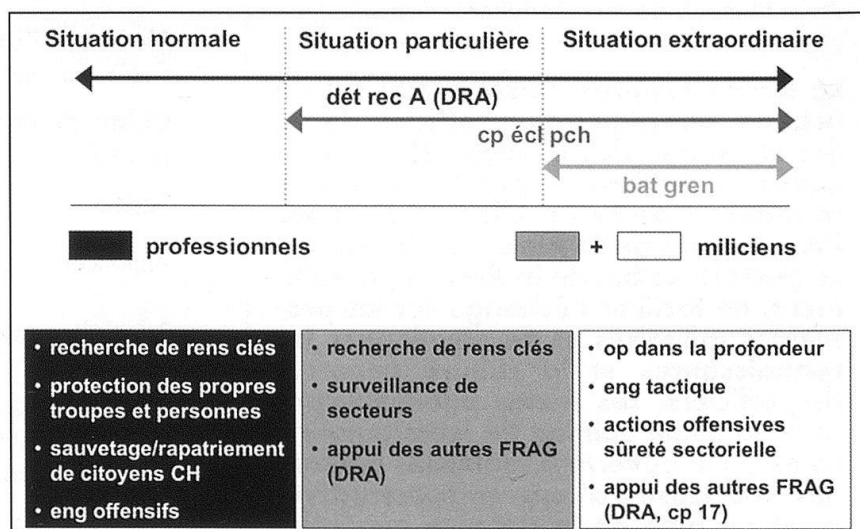 Situation normale
Situation particulière
Situation extraordinaire
dét rec A (DRA)
cp écl pch
bat gren
professionnels
+
miliciens
• recherche de rens clés
• protection des propres
troupes et personnes
• sauvetage/rapatriement
de citoyens CH
• eng offensifs
• recherche de rens clés
• surveillance de
secteurs
• appui des autres FRAG
(DRA)
• op dans la profondeur
• eng tactique
• actions offensives
sûreté sectorielle
• appui des autres FRAG
(DRA, cp 17)